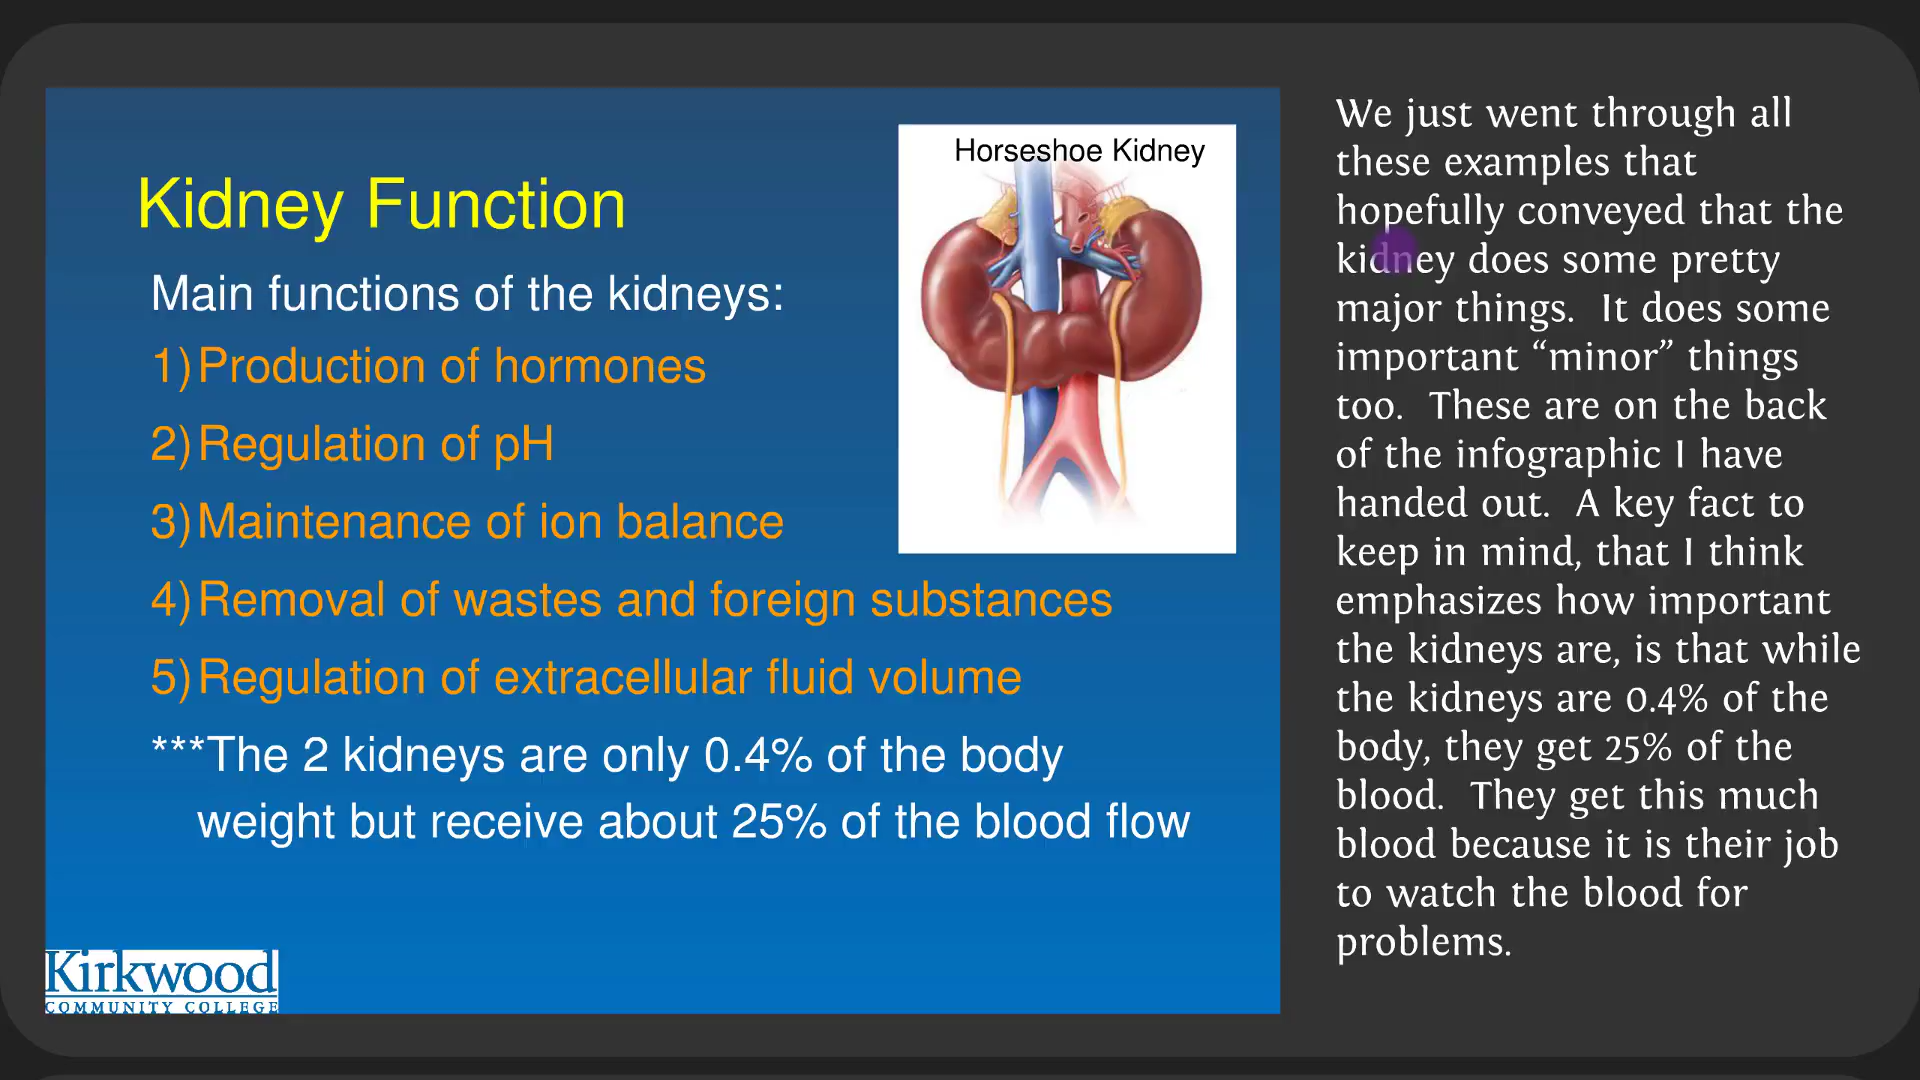 Horseshoe Kidney
Kidney Function
Main functions of the kidneys:
1) Production of hormones
2) Regulation of pH
3) Maintenance of ion balance
4) Removal of wastes and foreign substances
5) Regulation of extracellular fluid volume
***The 2 kidneys are only 0.4% of the body
weight but receive about 25% of the blood flow
Kirkwood
COMMUNITY COLLEGE
We just went through all
these examples that
hopefully conveyed that the
kidney does some pretty
major things.  It does some
important “minor” things
too.  These are on the back
of the infographic I have
handed out.  A key fact to
keep in mind, that I think
emphasizes how important
the kidneys are, is that while
the kidneys are 0.4% of the
body, they get 25% of the
blood.  They get this much
blood because it is their job
to watch the blood for
problems.